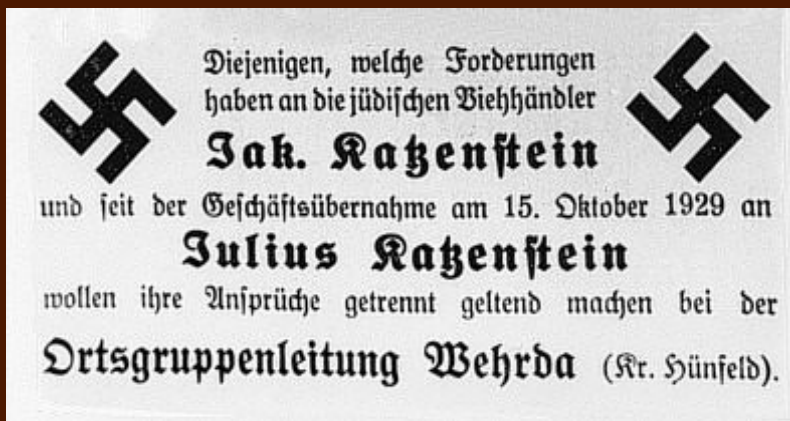 Diejenigen, welche Forderungen
haben an die jüdischen Viehhändler
Jak. Katzenstein
und seit der Geschäftsübernahme am 15. Oktober 1929 an
Julius Katzenstein
wollen ihre Ansprüche getrennt geltend machen bei der
Ortsgruppenleitung Wehrda (Kr. Hünfeld).